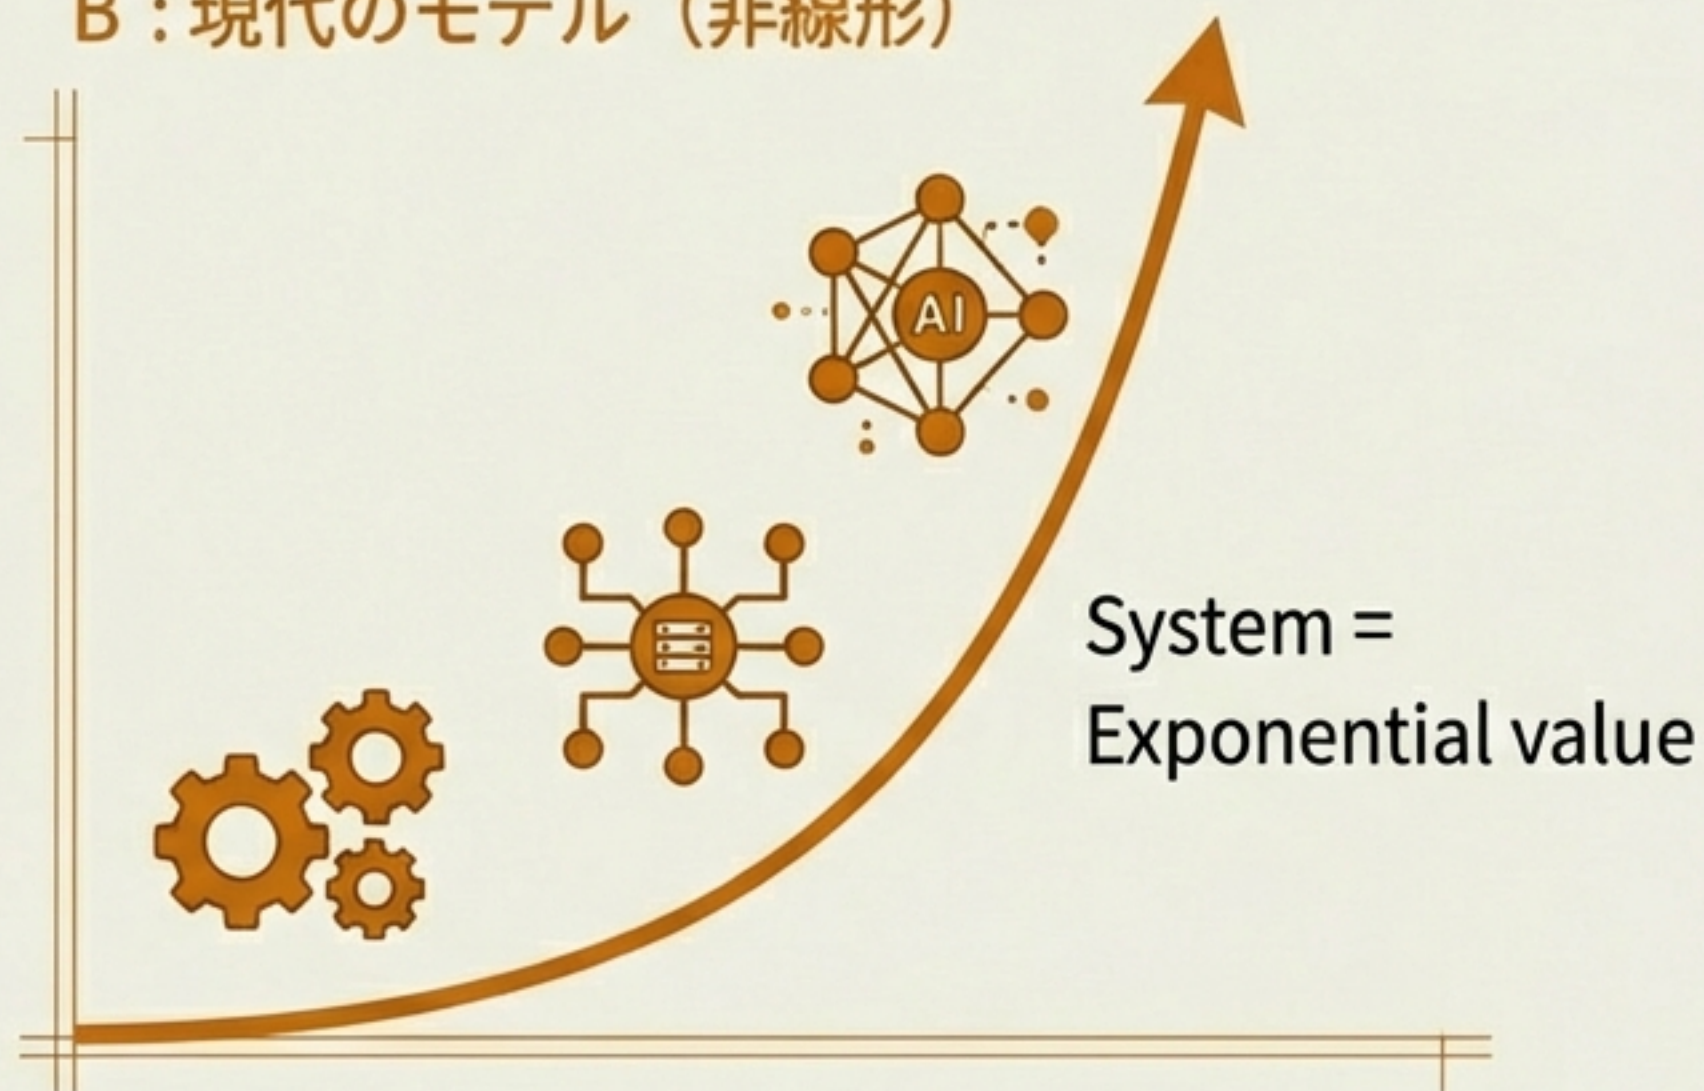 B：現代のモデル（非線形）
AI
System =
Exponential value